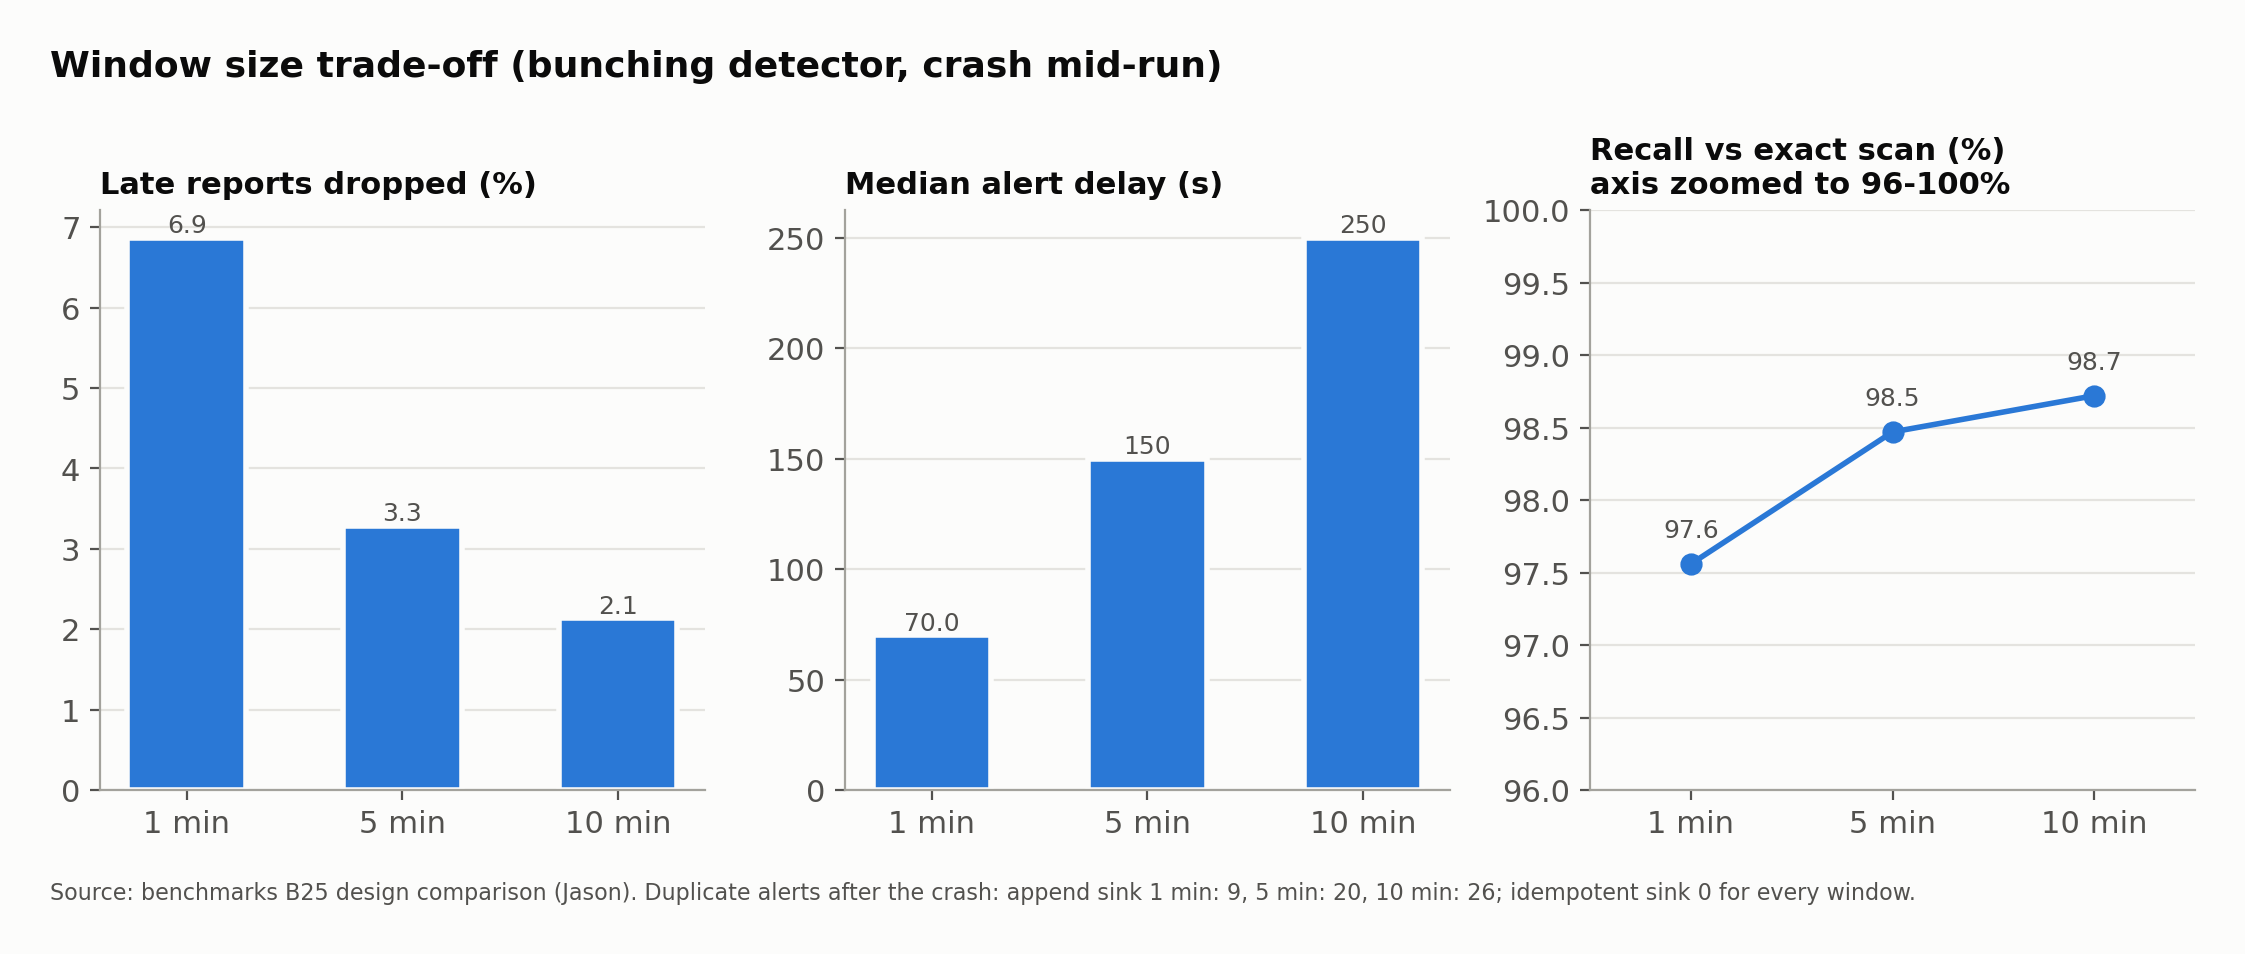 Window size trade-off (bunching detector, crash mid-run)
Late reports dropped (%)
7
6
5
4
3
2
1
0
6.9
3.3
2.1
1 min
5 min
10 min
Median alert delay (s)
250
200
150
100
50
0
70.0
150
250
1 min
5 min
10 min
Recall vs exact scan (%)
axis zoomed to 96-100%
100.0
99.5
99.0
98.5
98.0
97.5
97.0
96.5
96.0
97.6
98.5
98.7
1 min
5 min
10 min
Source: benchmarks B25 design comparison (Jason). Duplicate alerts after the crash: append sink 1 min: 9, 5 min: 20, 10 min: 26; idempotent sink 0 for every window.